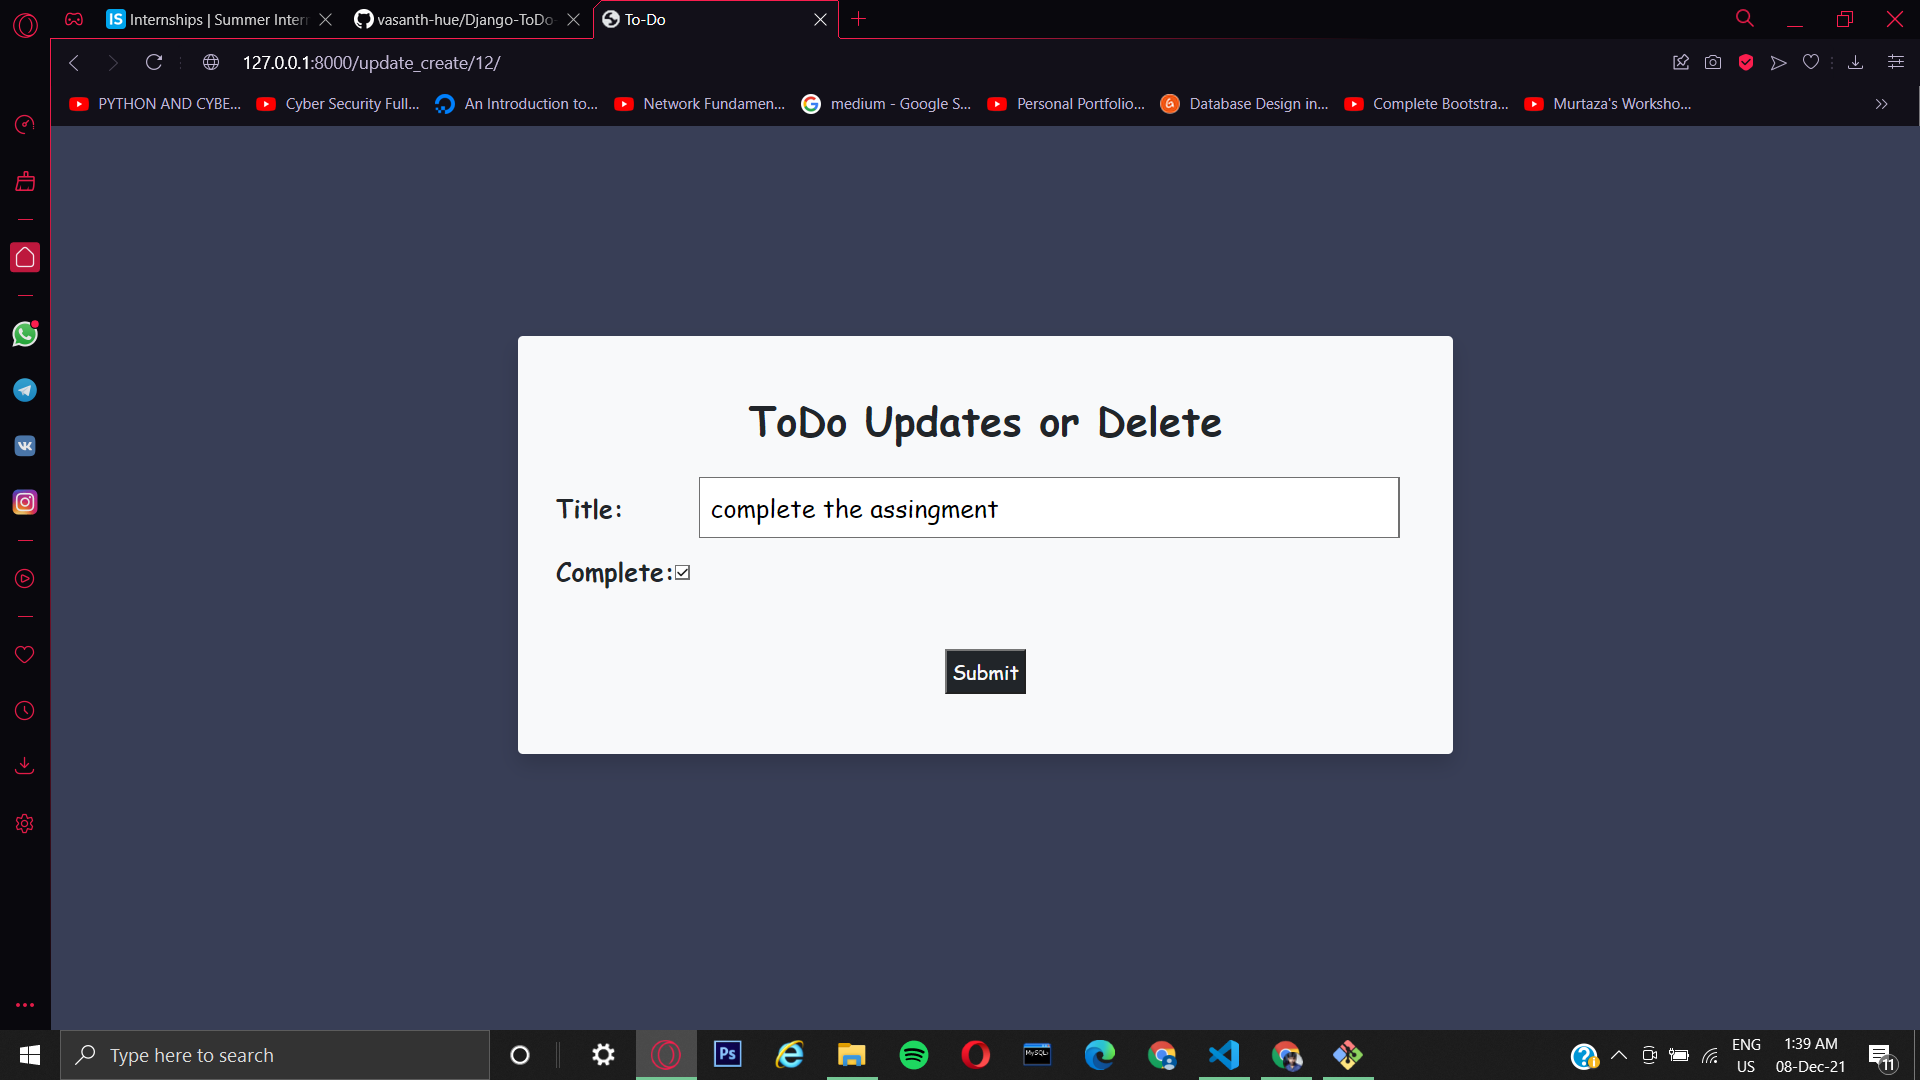 IS Internships | Summer Inter
vasanth-hue/Django-ToDo-
To-Do
127.0.0.1:8000/update_create/12/
PYTHON AND CYBE...
Cyber Security Full...
An Introduction to...
Network Fundamen...
medium - Google S...
Personal Portfolio...
Database Design in...
Complete Bootstra...
Murtaza's Worksho...
ToDo Updates or Delete
Title: complete the assingment
Complete:
Submit
Type here to search
Ps
MySQL
ENG
US
1:39 AM
08-Dec-21
11